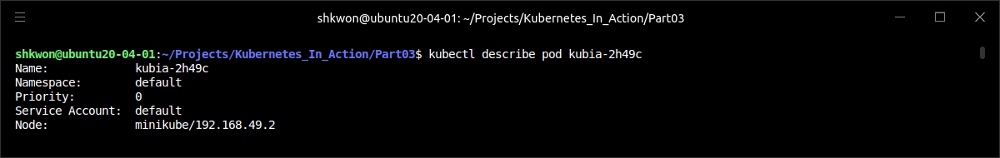 shkwon@ubuntu20-04-01: ~/Projects/Kubernetes_In_Action/Part03
shkwon@ubuntu20-04-01:~/Projects/Kubernetes_In_Action/Part03$ kubectl describe pod kubia-2h49c
Name:             kubia-2h49c
Namespace:        default
Priority:         0
Service Account:  default
Node:             minikube/192.168.49.2